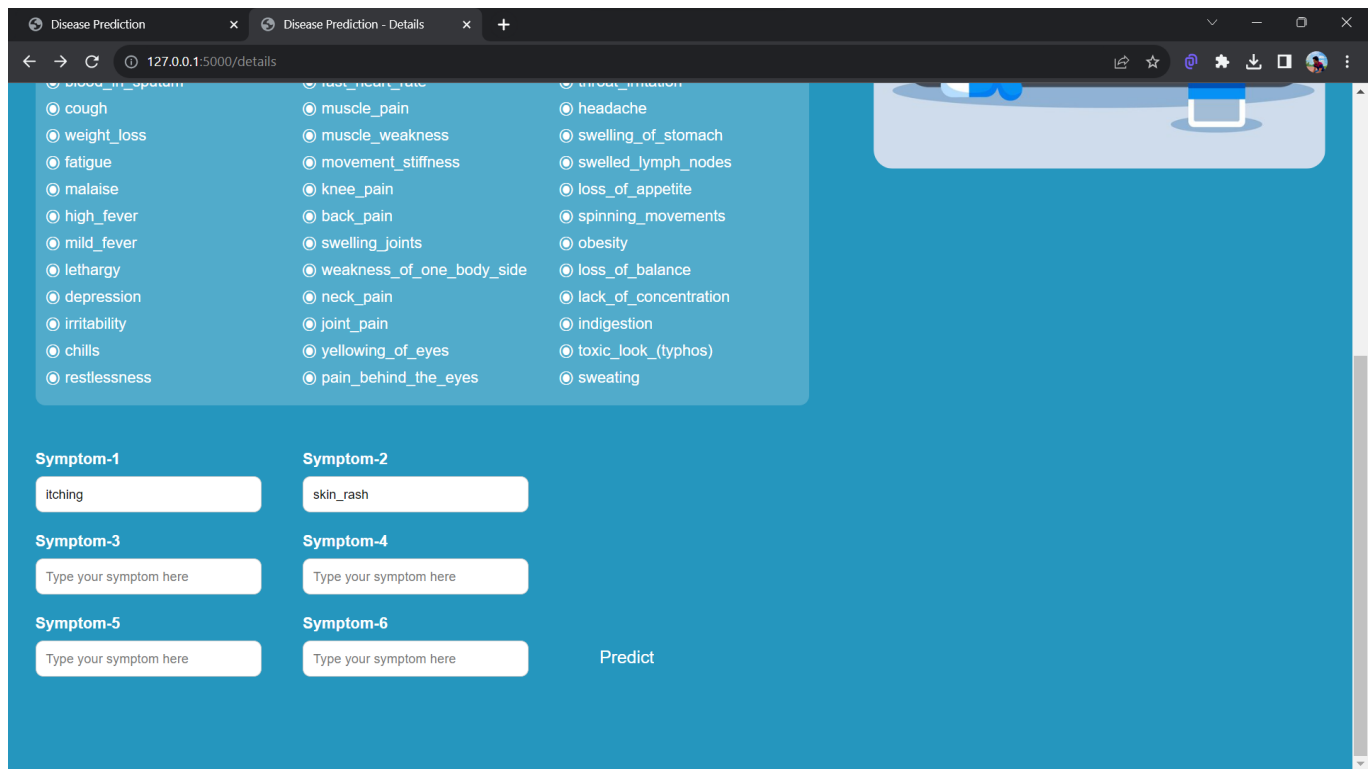 Disease Prediction
Disease Prediction - Details
127.0.0.1:5000/details
blood_in_sputum fast_heart_rate throat_irritation
cough muscle_pain headache
weight_loss muscle_weakness swelling_of_stomach
fatigue movement_stiffness swelled_lymph_nodes
malaise knee_pain loss_of_appetite
high_fever back_pain spinning_movements
mild_fever swelling_joints obesity
lethargy weakness_of_one_body_side loss_of_balance
depression neck_pain lack_of_concentration
irritability joint_pain indigestion
chills yellowing_of_eyes toxic_look_(typhos)
restlessness pain_behind_the_eyes sweating
Symptom-1 Symptom-2
itching skin_rash
Symptom-3 Symptom-4
Type your symptom here Type your symptom here
Symptom-5 Symptom-6
Type your symptom here Type your symptom here Predict